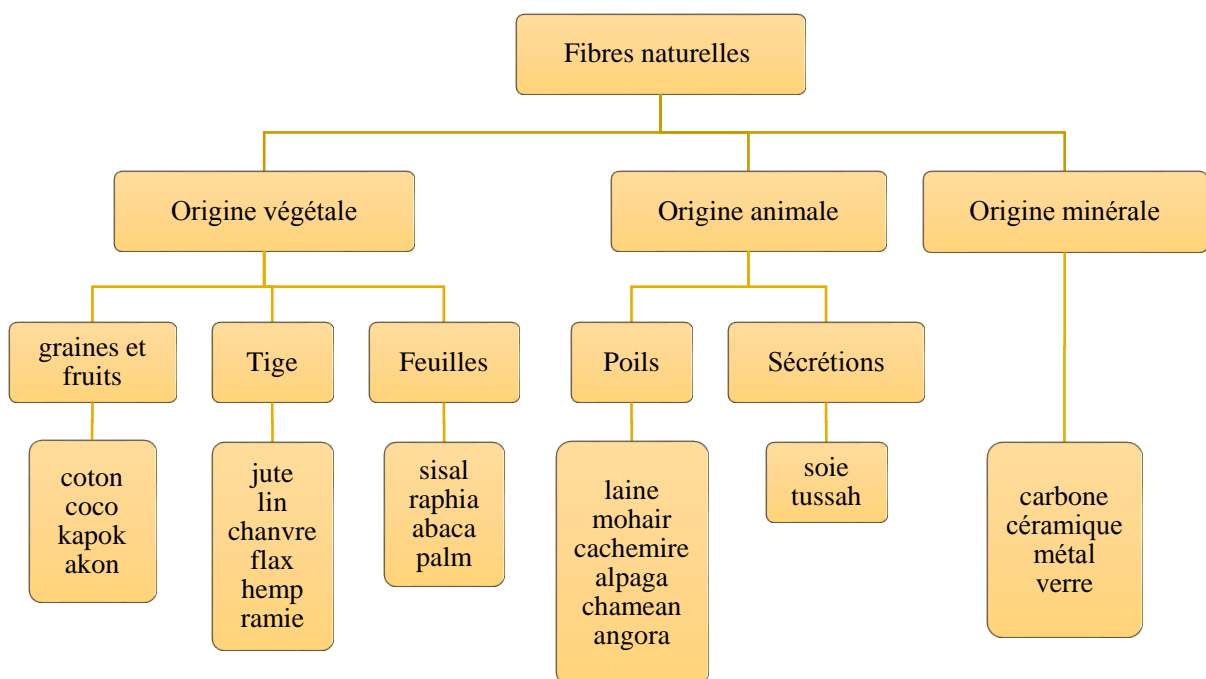 Fibres naturelles
Origine végétale
Origine animale
Origine minérale
graines et
fruits
Tige
Feuilles
Poils
Sécrétions
coton
coco
kapok
akon
jute
lin
chanvre
flax
hemp
ramie
sisal
raphia
abaca
palm
laine
mohair
cachemire
alpaga
chamean
angora
soie
tussah
carbone
céramique
métal
verre